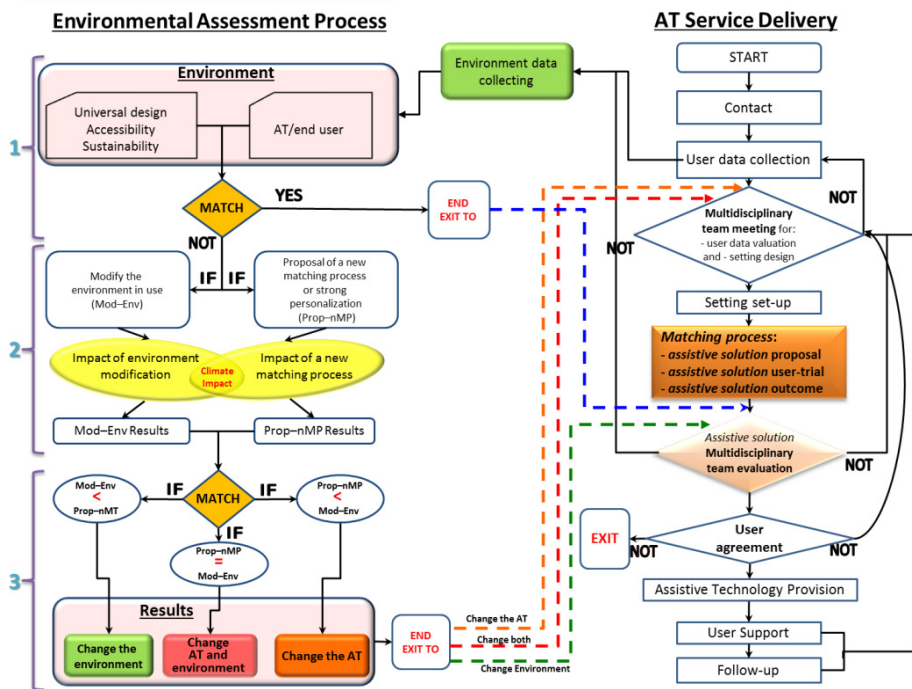 Environmental Assessment Process
AT Service Delivery
1
Environment
Universal design
Accessibility
Sustainability
AT/end user
Environment data
collecting
MATCH
YES
NOT
END
EXIT TO
2
IF
IF
Modify the
environment in use
(Mod–Env)
Proposal of a new
matching process
or strong
personalization
(Prop–nMP)
Impact of environment
modification
Climate
Impact
Impact of a new
matching process
Mod–Env Results
Prop–nMP Results
3
MATCH
IF
IF
IF
Mod–Env
<
Prop–nMT
Prop–nMP
<
Mod–Env
Prop–nMP
=
Mod–Env
Results
Change the
environment
Change
AT and
environment
Change the AT
END
EXIT TO
Change the AT
Change both
Change Environment
START
Contact
User data collection
NOT
NOT
Multidisciplinary
team meeting for:
- user data valuation
and - setting design
Setting set-up
Matching process:
- assistive solution proposal
- assistive solution user-trial
- assistive solution outcome
Assistive solution
Multidisciplinary
team evaluation
NOT
User
agreement
NOT
NOT
EXIT
Assistive Technology Provision
User Support
Follow-up